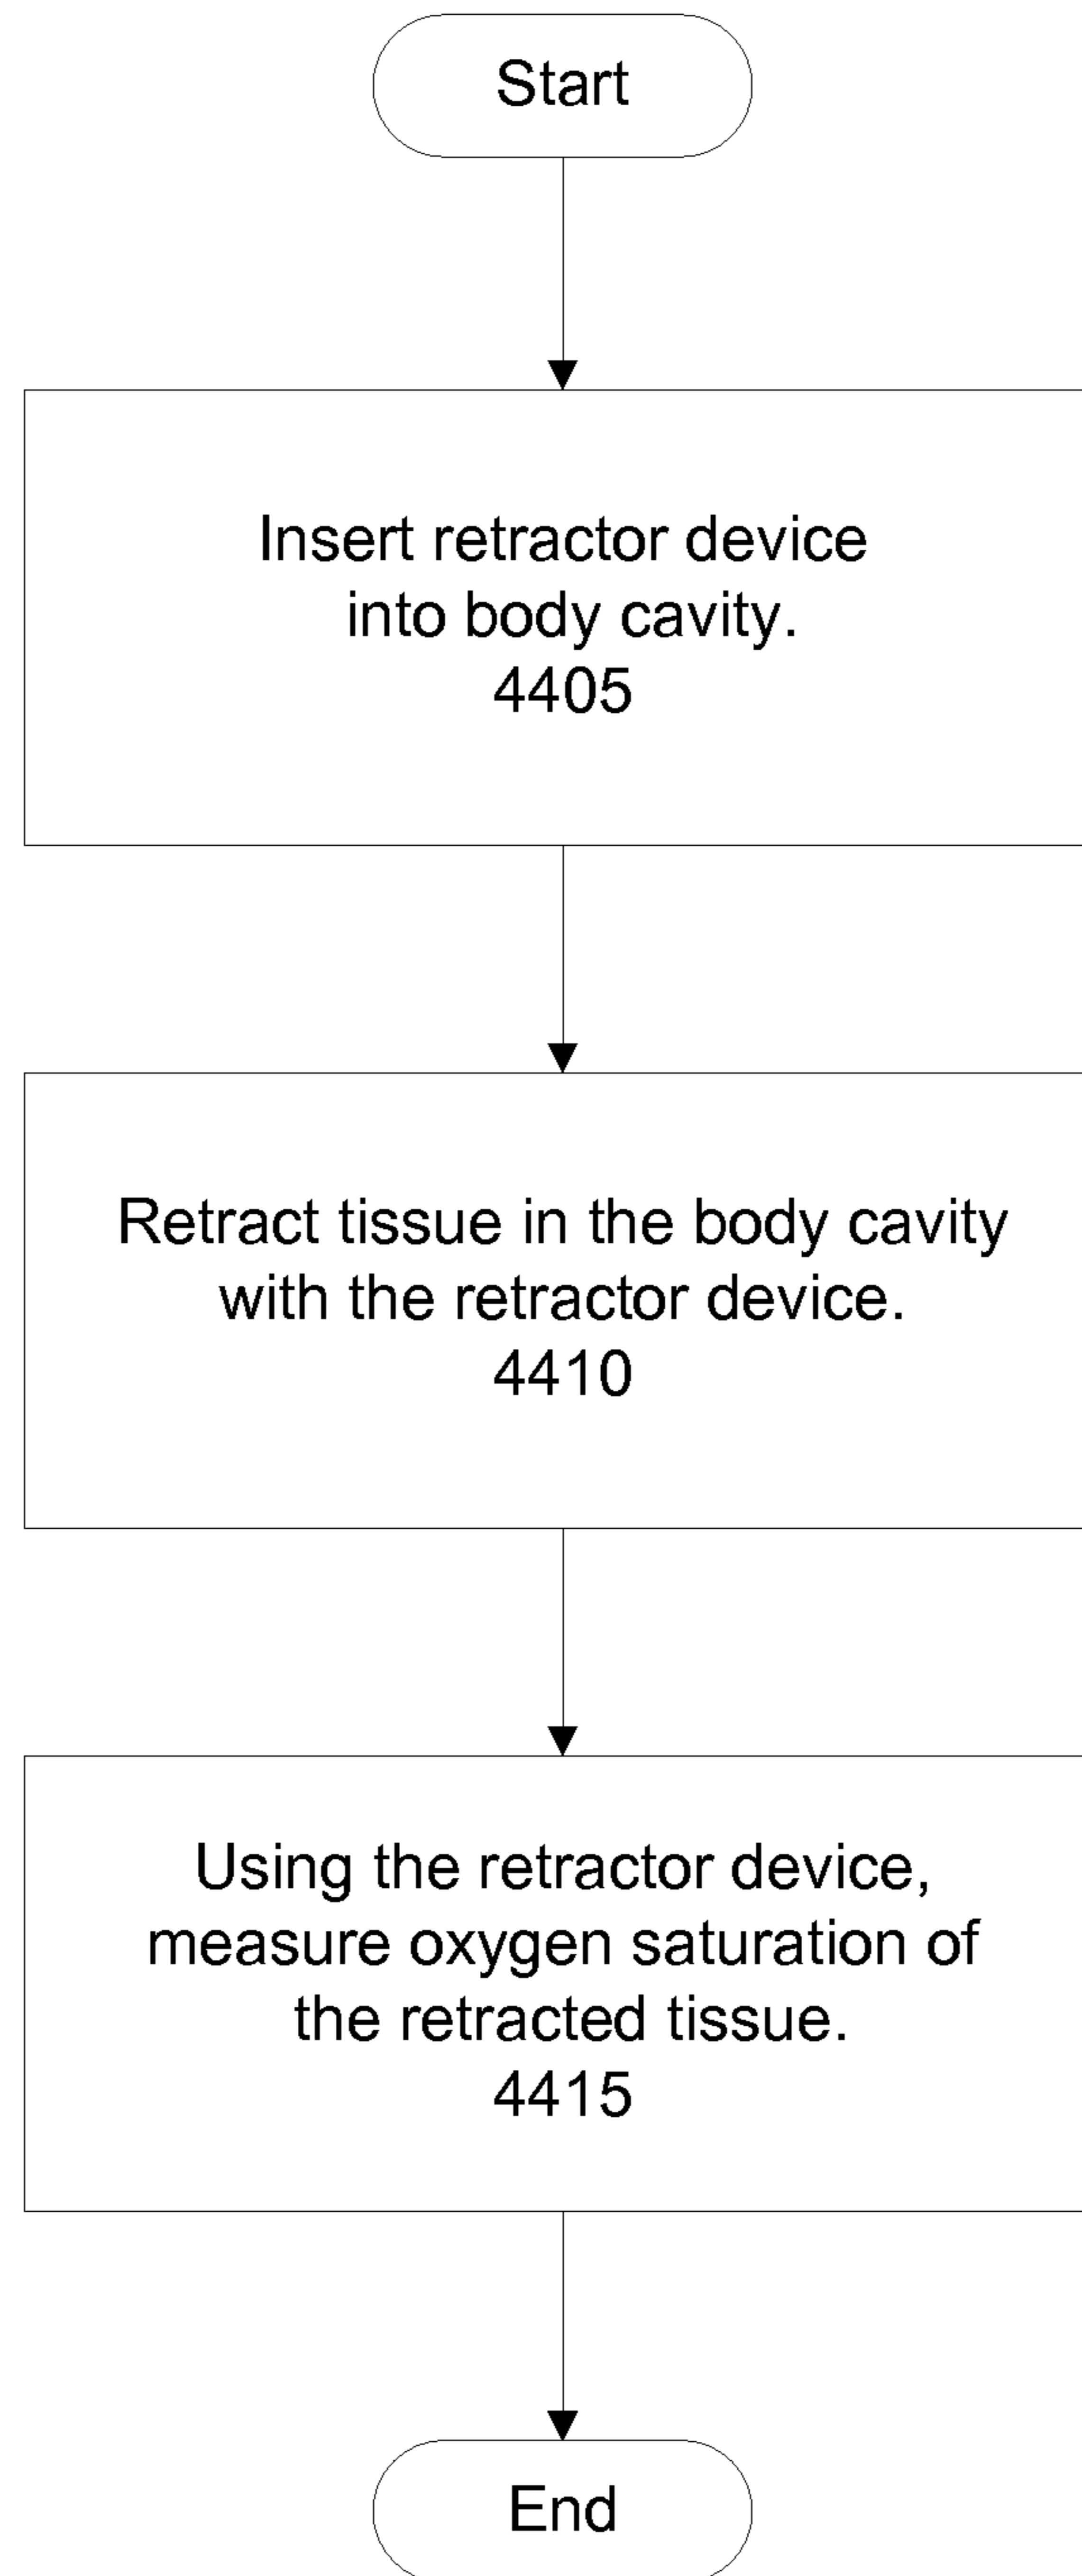 Start
Insert retractor device
into body cavity.
4405
Retract tissue in the body cavity
with the retractor device.
4410
Using the retractor device,
measure oxygen saturation of
the retracted tissue.
4415
End